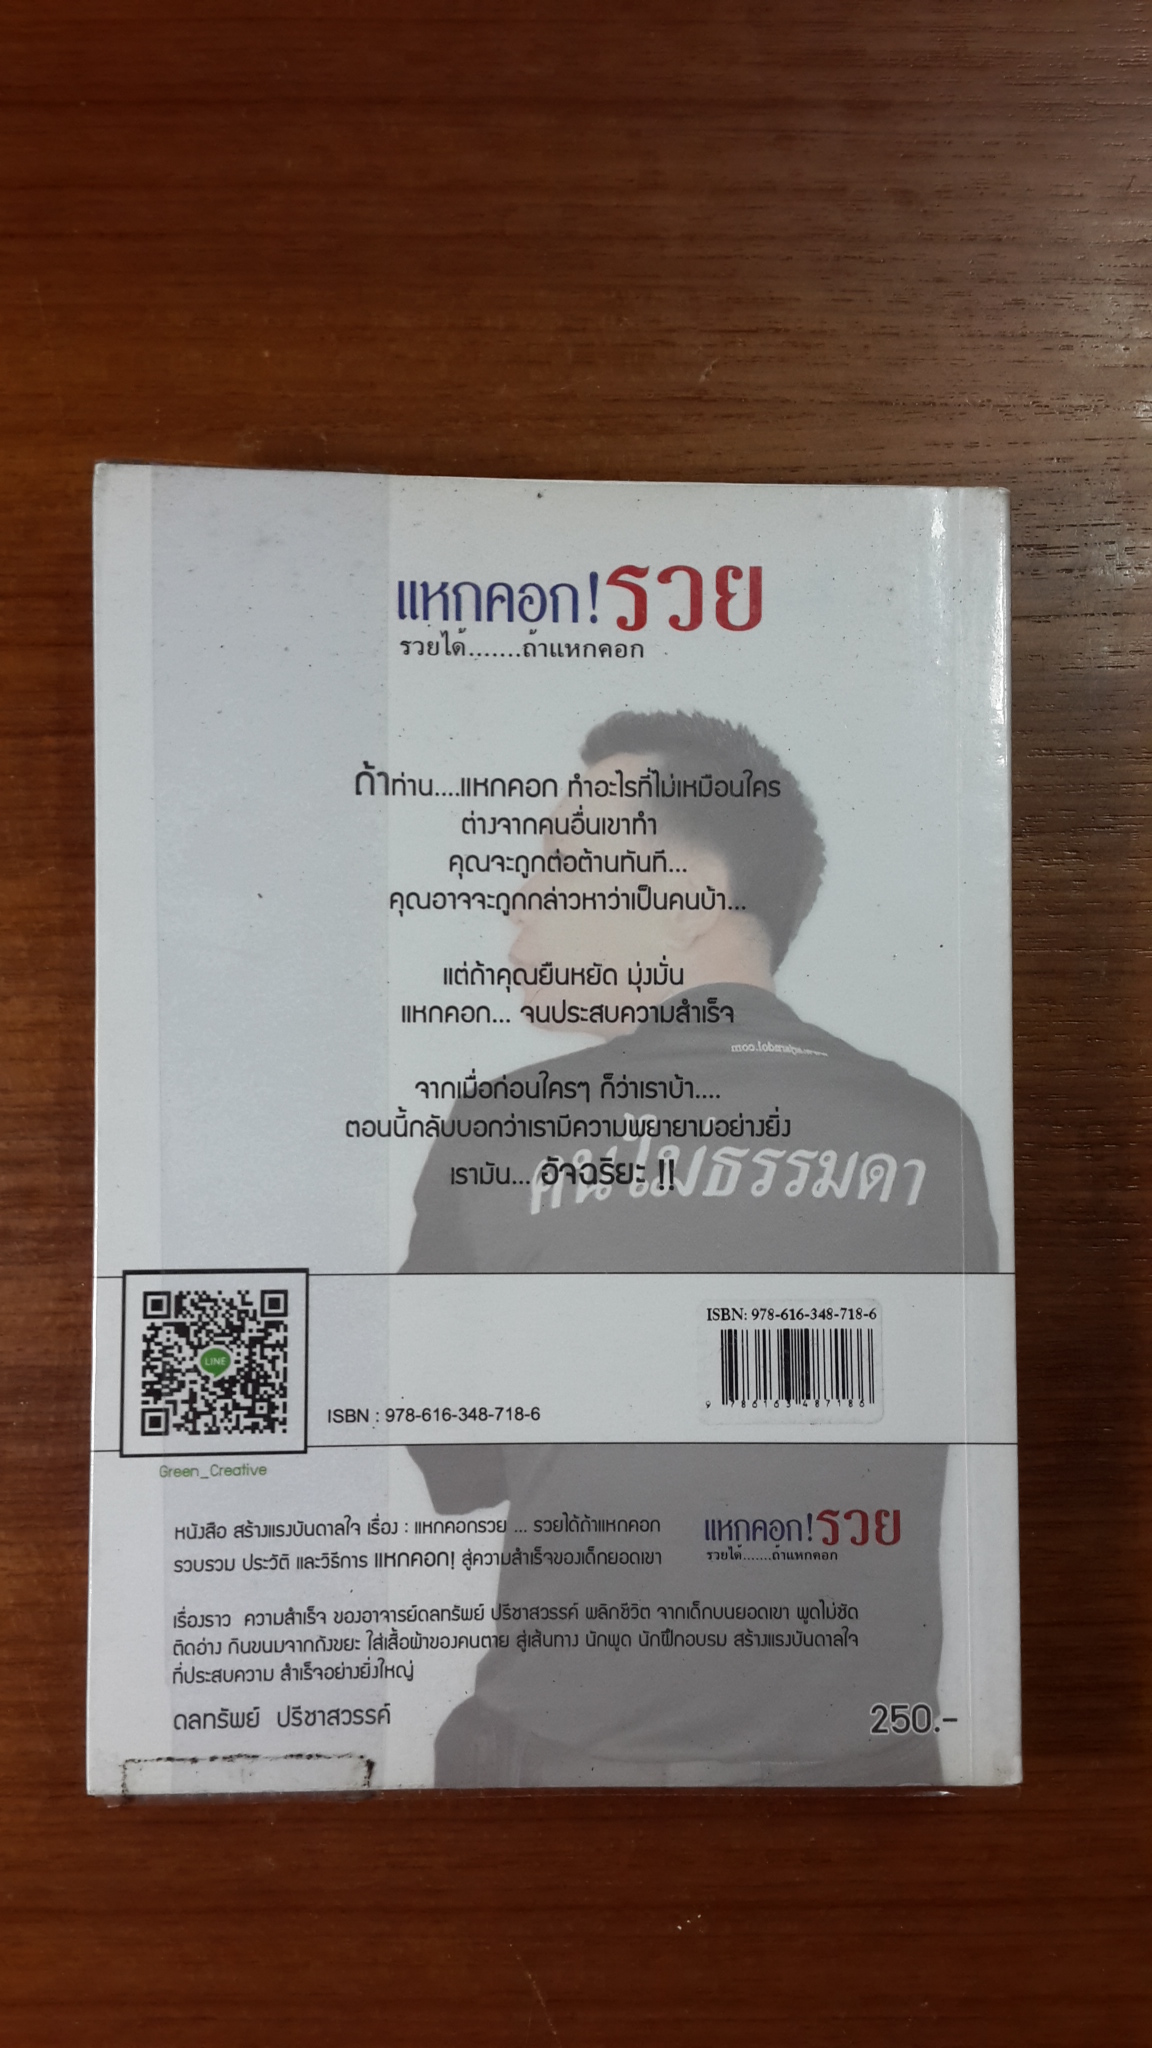 แหกคอก!รวย
รวยได้.......ถ้าแหกคอก
ถ้าท่าน....แหกคอก ทำอะไรที่ไม่เหมือนใคร
ต่างจากคนอื่นเขาทำ
คุณจะถูกต่อต้านทันที...
คุณอาจจะถูกกล่าวหาว่าเป็นคนบ้า...
แต่ถ้าคุณยืนหยัด มุ่งมั่น
แหกคอก... จนประสบความสำเร็จ
จากเมื่อก่อนใครๆ ก็ว่าเราบ้า....
ตอนนี้กลับบอกว่าเรามีความพยายามอย่างยิ่ง
เรามัน... อัจฉริยะ !!
คนไม่ธรรมดา
LINE
Green_Creative
ISBN : 978-616-348-718-6
ISBN: 978-616-348-718-6
9 786163 487186
หนังสือ สร้างแรงบันดาลใจ เรื่อง : แหกคอกรวย ... รวยได้ถ้าแหกคอก
รวบรวม ประวัติ และวิธีการ แหกคอก! สู่ความสำเร็จของเด็กยอดเขา
แหกคอก!รวย
รวยได้.......ถ้าแหกคอก
เรื่องราว ความสำเร็จ ของอาจารย์ดลทรัพย์ ปรีชาสวรรค์ พลิกชีวิต จากเด็กบนยอดเขา พูดไม่ชัด
ติดอ่าง กินขนมจากถังขยะ ใส่เสื้อผ้าของคนตาย สู่เส้นทาง นักพูด นักฝึกอบรม สร้างแรงบันดาลใจ
ที่ประสบความ สำเร็จอย่างยิ่งใหญ่
ดลทรัพย์ ปรีชาสวรรค์
250.-